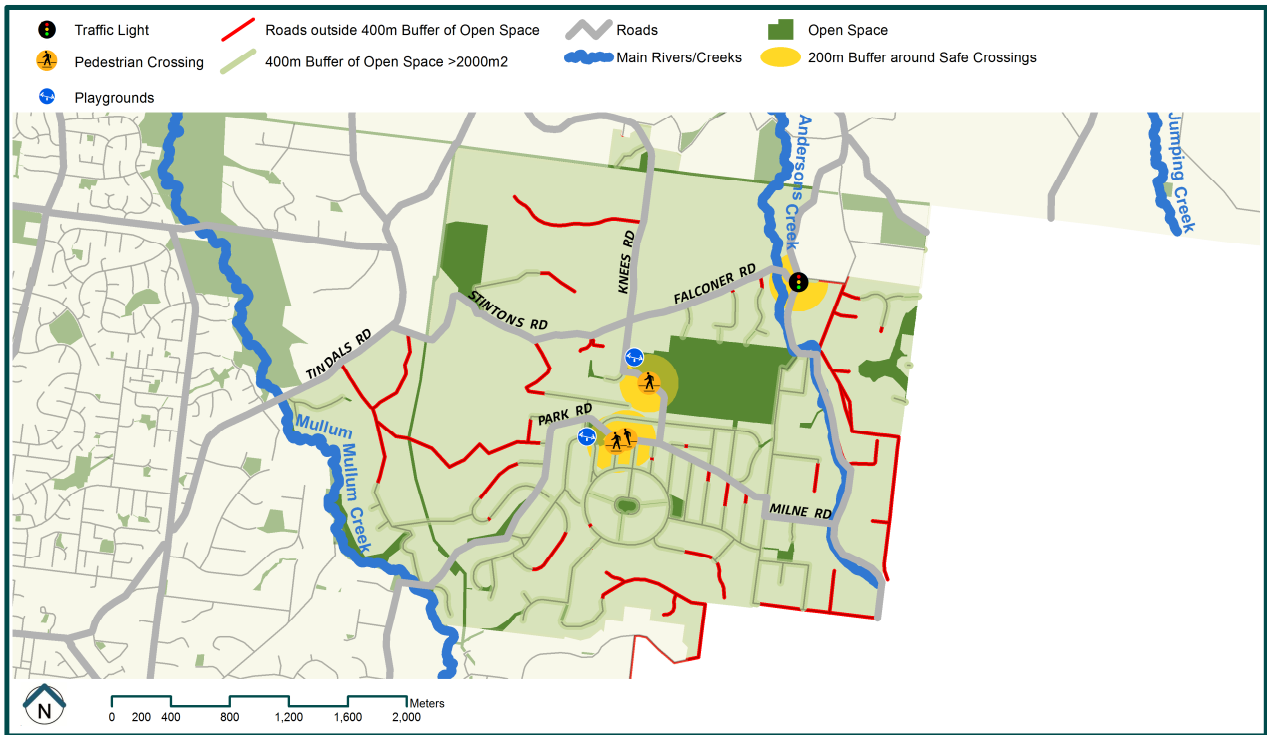 Traffic Light
Roads outside 400m Buffer of Open Space
Roads
Open Space
Pedestrian Crossing
400m Buffer of Open Space >2000m2
Main Rivers/Creeks
200m Buffer around Safe Crossings
Playgrounds
Andersons Creek
Jumping Creek
KNEES RD
FALCONER RD
STINTONS RD
TINDALS RD
PARK RD
Mullum Mullum Creek
MILNE RD
N
Meters
0 200 400 800 1,200 1,600 2,000